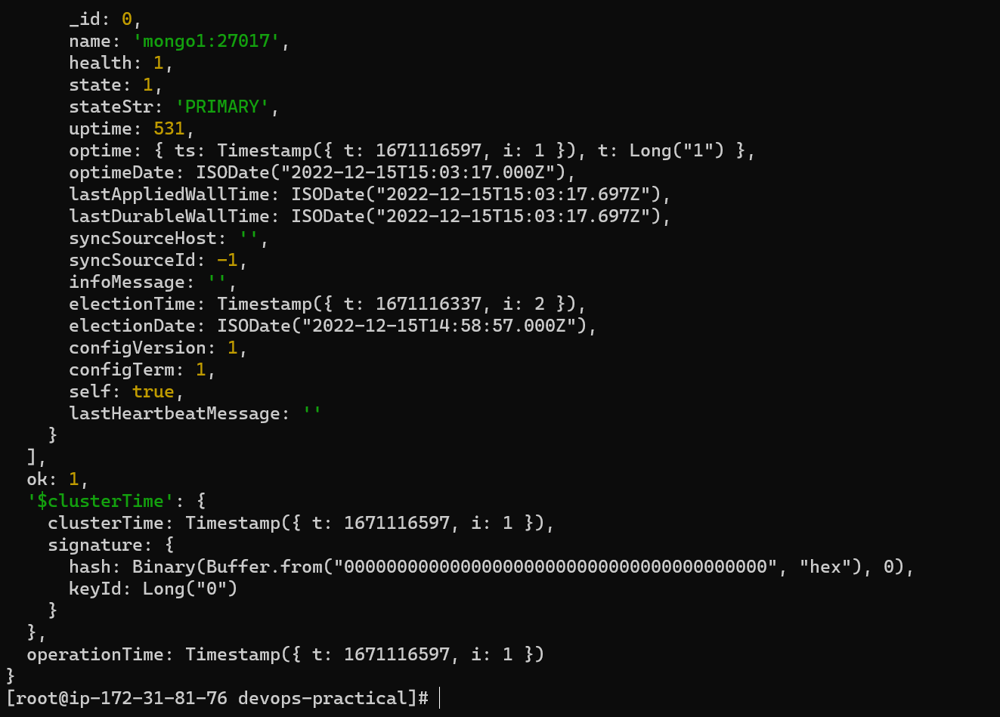 _id: 0,
name: 'mongo1:27017',
health: 1,
state: 1,
stateStr: 'PRIMARY',
uptime: 531,
optime: { ts: Timestamp({ t: 1671116597, i: 1 }), t: Long("1") },
optimeDate: ISODate("2022-12-15T15:03:17.000Z"),
lastAppliedWallTime: ISODate("2022-12-15T15:03:17.697Z"),
lastDurableWallTime: ISODate("2022-12-15T15:03:17.697Z"),
syncSourceHost: '',
syncSourceId: -1,
infoMessage: '',
electionTime: Timestamp({ t: 1671116337, i: 2 }),
electionDate: ISODate("2022-12-15T14:58:57.000Z"),
configVersion: 1,
configTerm: 1,
self: true,
lastHeartbeatMessage: ''
}
],
ok: 1,
'$clusterTime': {
clusterTime: Timestamp({ t: 1671116597, i: 1 }),
signature: {
hash: Binary(Buffer.from("0000000000000000000000000000000000000000", "hex"), 0),
keyId: Long("0")
}
},
operationTime: Timestamp({ t: 1671116597, i: 1 })
}
[root@ip-172-31-81-76 devops-practical]#